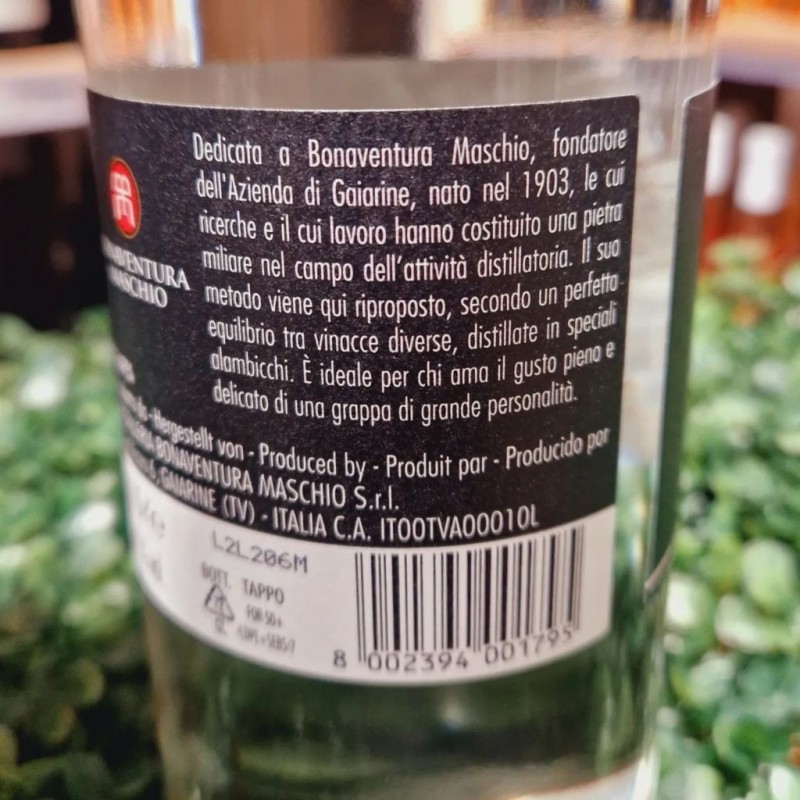 Dedicata a Bonaventura Maschio, fondatore
dell'Azienda di Gaiarine, nato nel 1903, le cui
ricerche e il cui lavoro hanno costituito una pietra
miliare nel campo dell'attività distillatoria. Il suo
metodo viene qui riproposto, secondo un perfetto
equilibrio tra vinacce diverse, distillate in speciali
alambicchi. È ideale per chi ama il gusto pieno e
delicato di una grappa di grande personalità.
BONAVENTURA
MASCHIO
Hergestellt von - Produced by - Produit par - Producido por
BONAVENTURA MASCHIO S.r.l.
GAIARINE (TV) - ITALIA C.A. IT00TVA00010L
L2L206M
BOTT. TAPPO
8 002394 001795